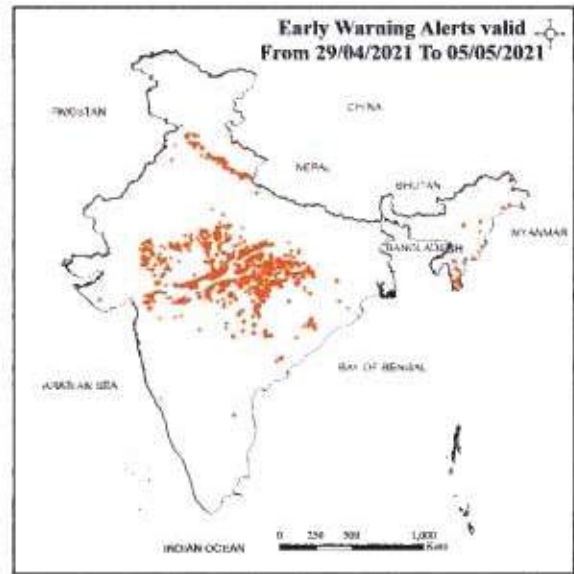 Early Warning Alerts valid
From 29/04/2021 To 05/05/2021
CHINA
PAKISTAN
NEPAL
BHUTAN
MYANMAR
BANGLADESH
BAY OF BENGAL
ARABIAN SEA
0 250 500 1,000
Kms
INDIAN OCEAN